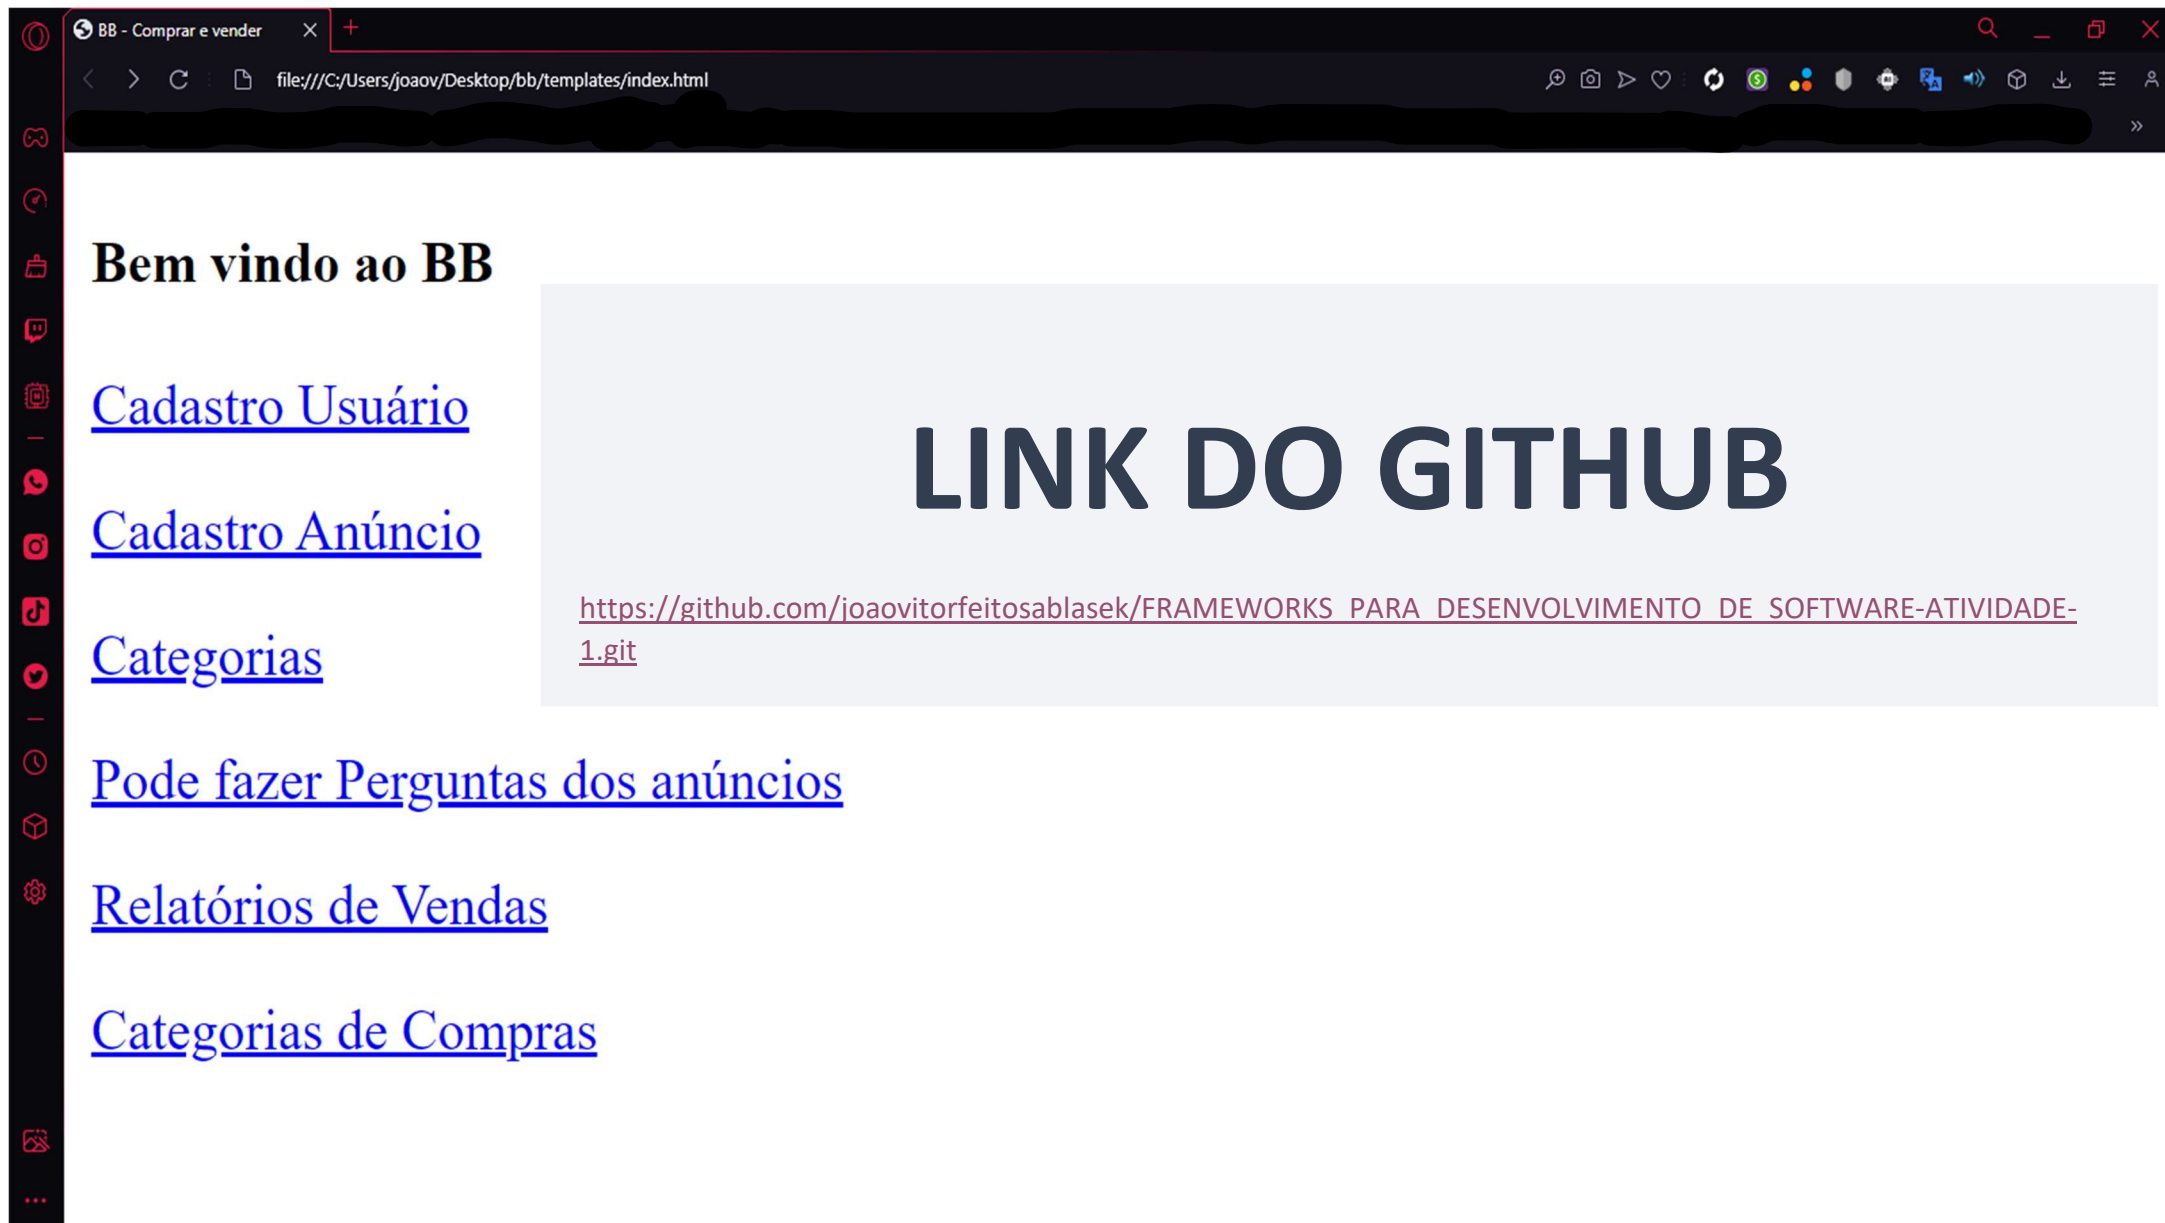 BB - Comprar e vender
file:///C:/Users/joaov/Desktop/bb/templates/index.html
Bem vindo ao BB
Cadastro Usuário
Cadastro Anúncio
Categorias
Pode fazer Perguntas dos anúncios
Relatórios de Vendas
Categorias de Compras
LINK DO GITHUB
https://github.com/joaovitorfeitosablasek/FRAMEWORKS_PARA_DESENVOLVIMENTO_DE_SOFTWARE-ATIVIDADE-
1.git